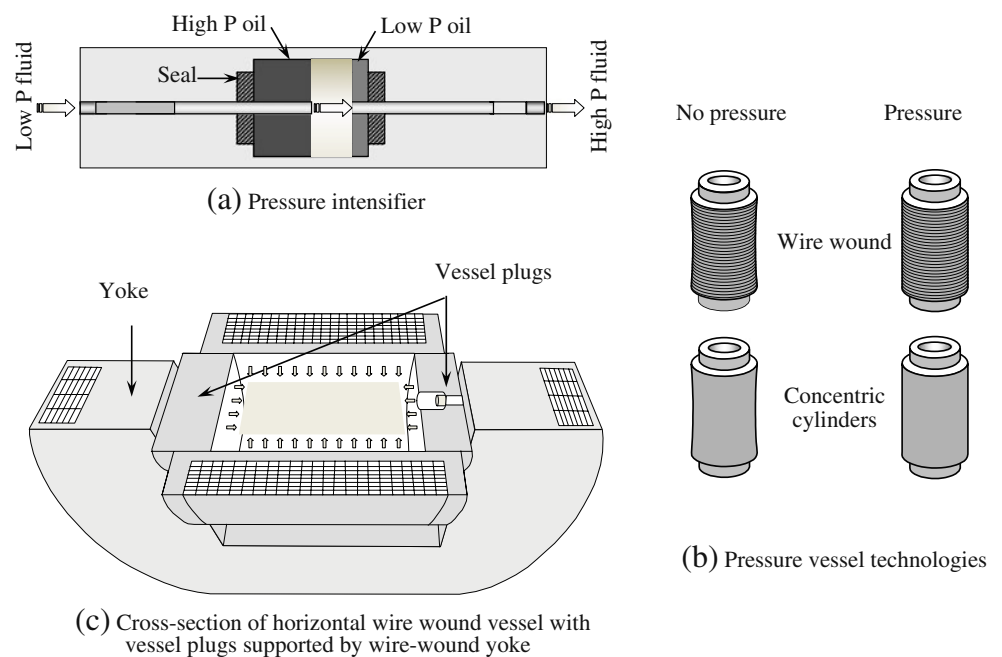 High P oil
Low P oil
Seal
Low P fluid
High P fluid
(a) Pressure intensifier
No pressure
Pressure
Wire wound
Concentric
cylinders
(b) Pressure vessel technologies
Yoke
Vessel plugs
(c) Cross-section of horizontal wire wound vessel with
vessel plugs supported by wire-wound yoke